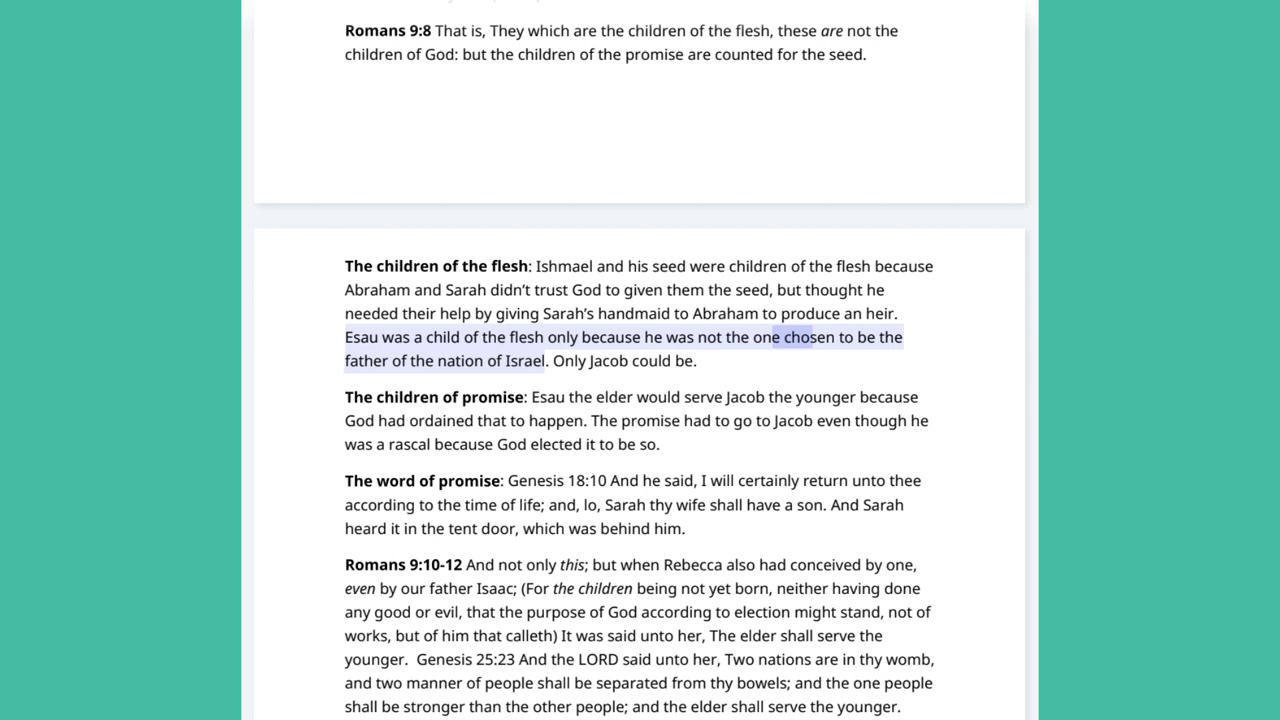 Romans 9:8 That is, They which are the children of the flesh, these are not the
children of God: but the children of the promise are counted for the seed.
The children of the flesh: Ishmael and his seed were children of the flesh because
Abraham and Sarah didn’t trust God to given them the seed, but thought he
needed their help by giving Sarah’s handmaid to Abraham to produce an heir.
Esau was a child of the flesh only because he was not the one chosen to be the
father of the nation of Israel. Only Jacob could be.
The children of promise: Esau the elder would serve Jacob the younger because
God had ordained that to happen. The promise had to go to Jacob even though he
was a rascal because God elected it to be so.
The word of promise: Genesis 18:10 And he said, I will certainly return unto thee
according to the time of life; and, lo, Sarah thy wife shall have a son. And Sarah
heard it in the tent door, which was behind him.
Romans 9:10-12 And not only this; but when Rebecca also had conceived by one,
even by our father Isaac; (For the children being not yet born, neither having done
any good or evil, that the purpose of God according to election might stand, not of
works, but of him that calleth) It was said unto her, The elder shall serve the
younger.  Genesis 25:23 And the LORD said unto her, Two nations are in thy womb,
and two manner of people shall be separated from thy bowels; and the one people
shall be stronger than the other people; and the elder shall serve the younger.